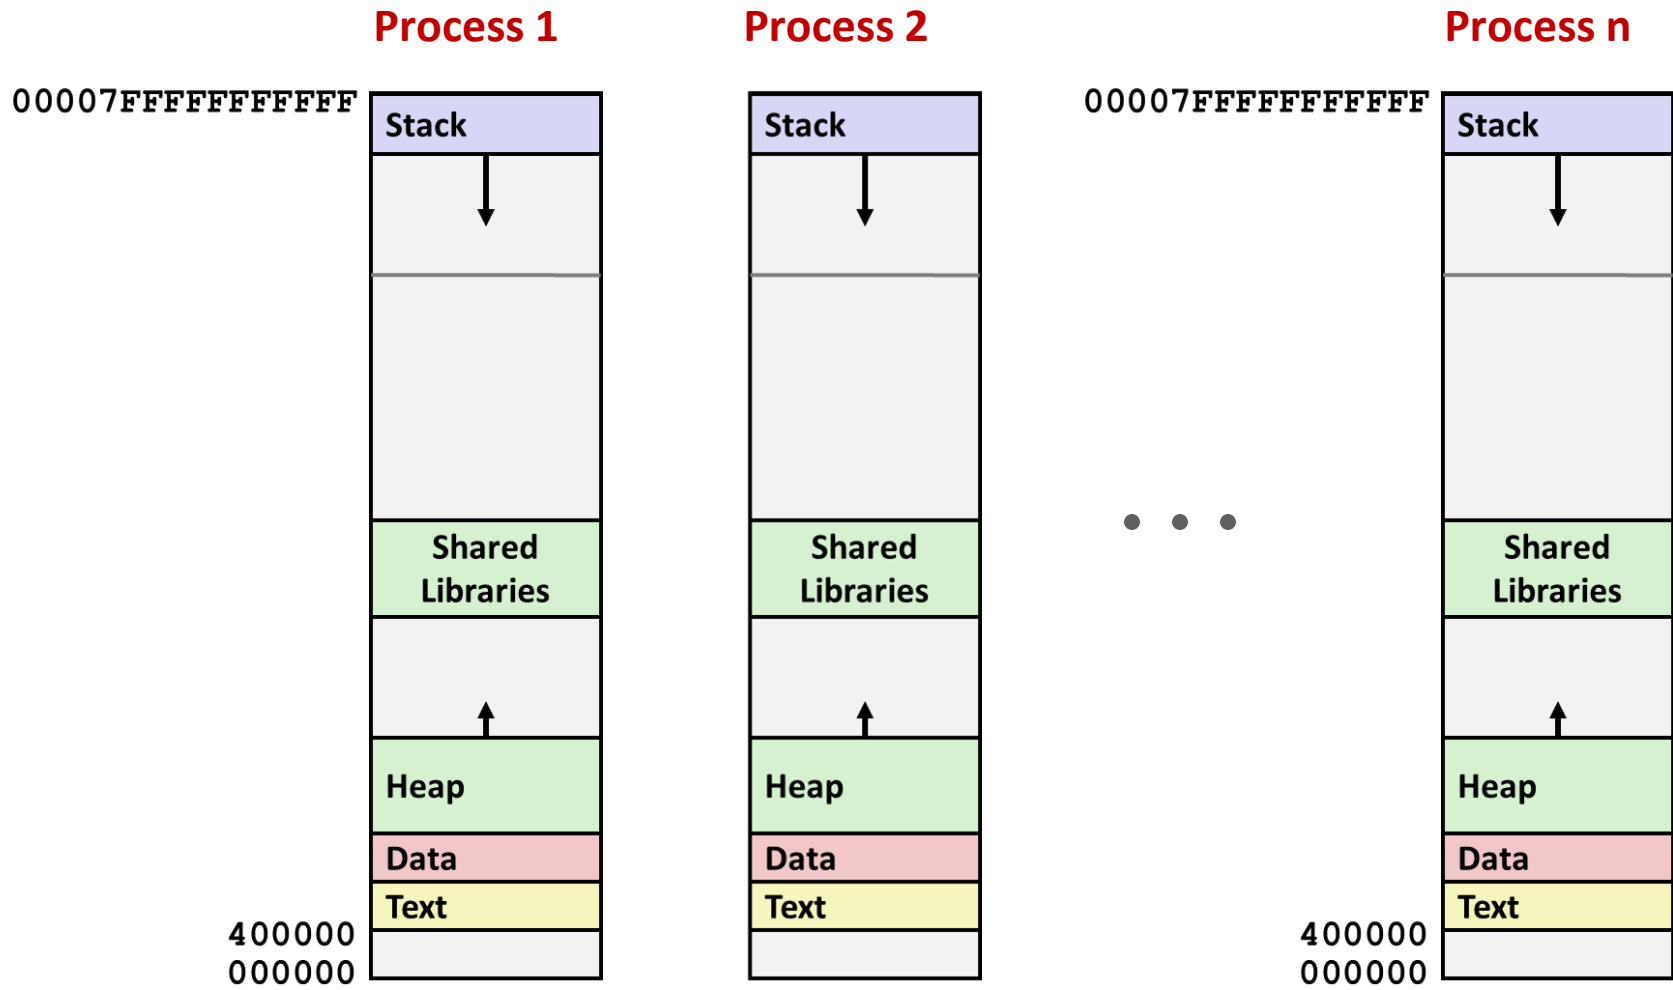 Process 1
Process 2
Process n
00007FFFFFFFFFFF
Stack
Stack
00007FFFFFFFFFFF
Stack
Shared
Libraries
Shared
Libraries
Shared
Libraries
Heap
Heap
Heap
Data
Data
Data
Text
Text
Text
400000
400000
000000
000000